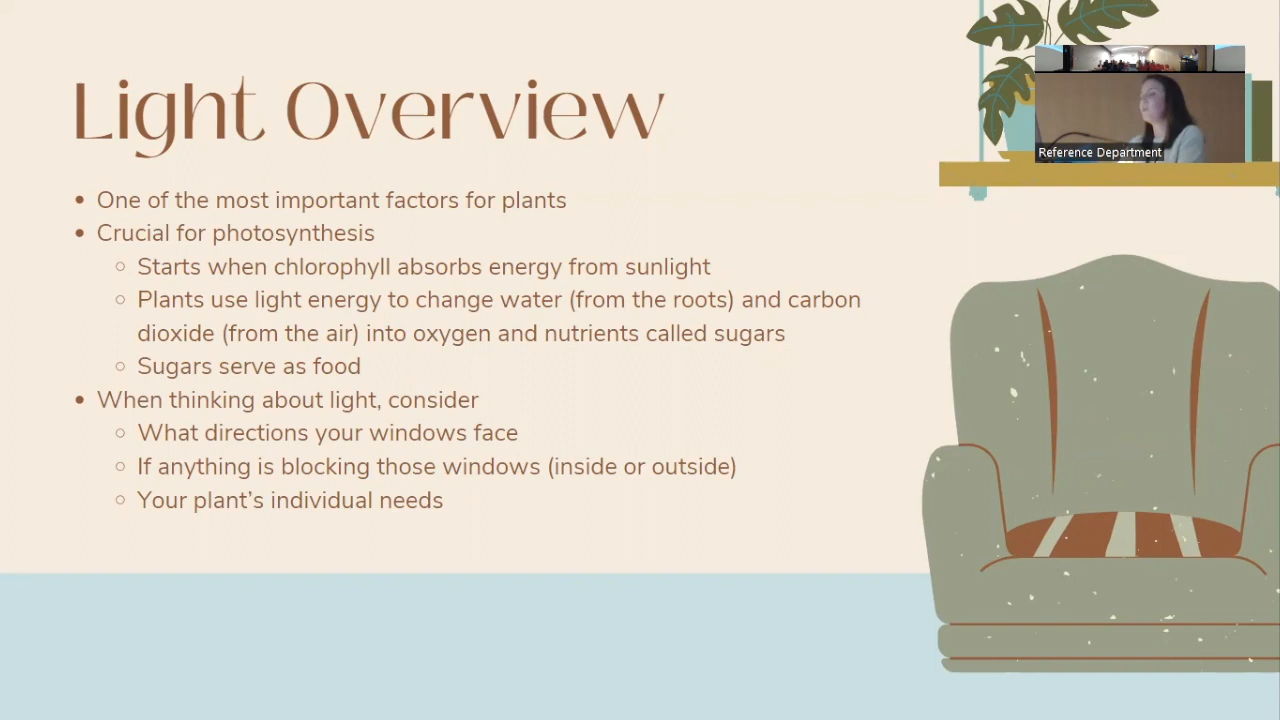 Light Overview
Reference Department
• One of the most important factors for plants
• Crucial for photosynthesis
○ Starts when chlorophyll absorbs energy from sunlight
○ Plants use light energy to change water (from the roots) and carbon
dioxide (from the air) into oxygen and nutrients called sugars
○ Sugars serve as food
• When thinking about light, consider
○ What directions your windows face
○ If anything is blocking those windows (inside or outside)
○ Your plant's individual needs